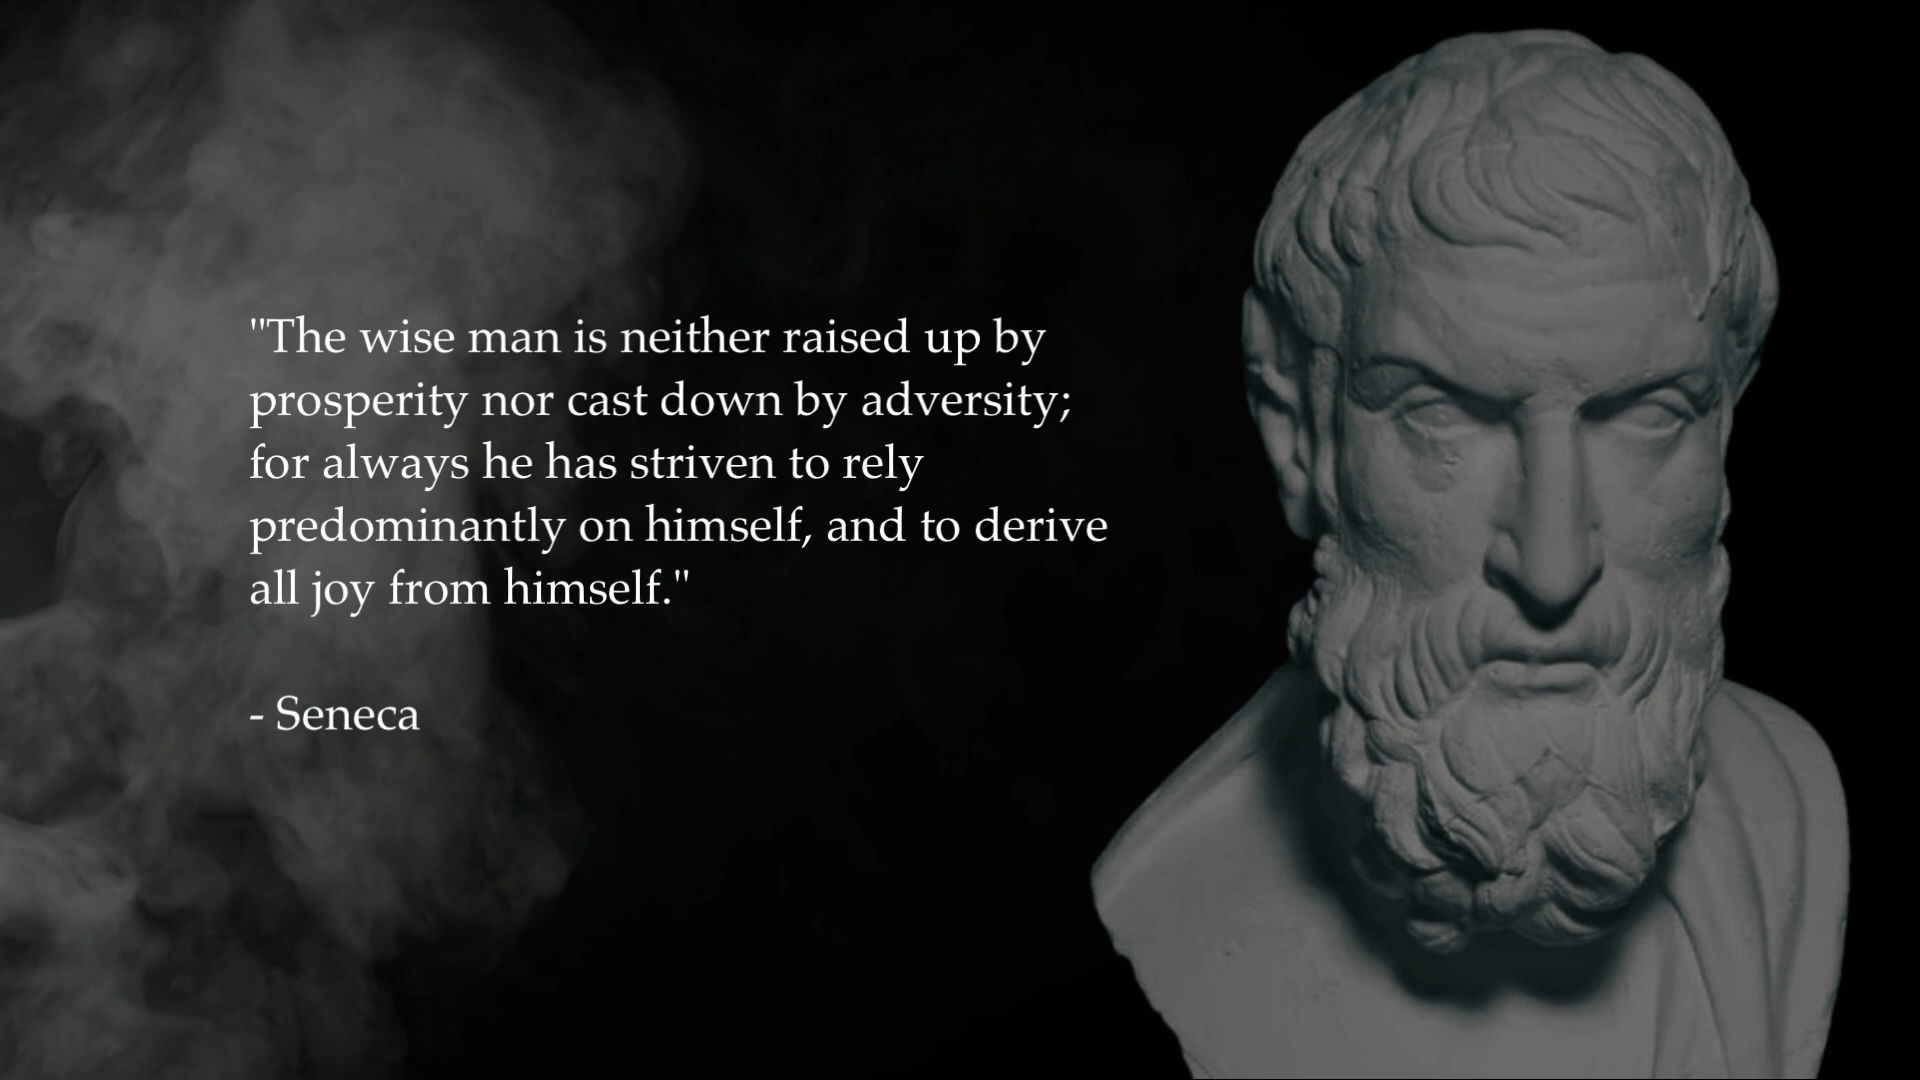 "The wise man is neither raised up by
prosperity nor cast down by adversity;
for always he has striven to rely
predominantly on himself, and to derive
all joy from himself."
- Seneca